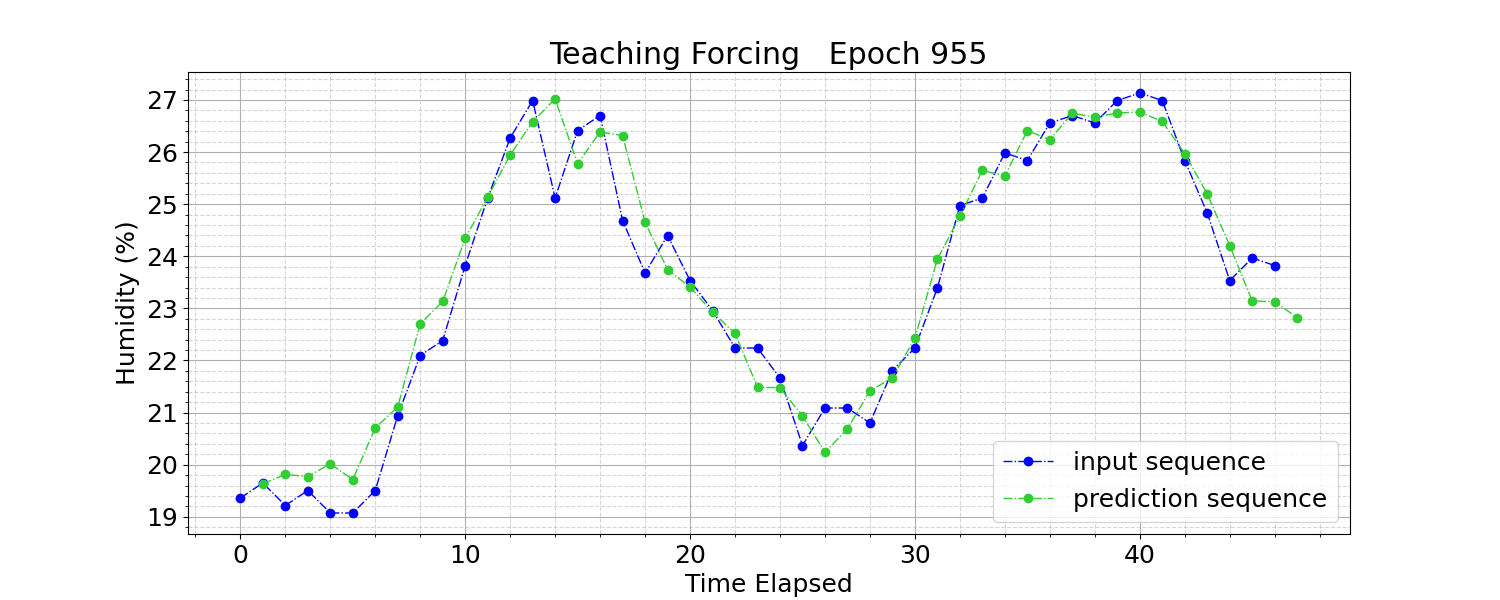 Teaching Forcing   Epoch 955
Humidity (%)
27
26
25
24
23
22
21
20
19
0 10 20 30 40
Time Elapsed
input sequence
prediction sequence